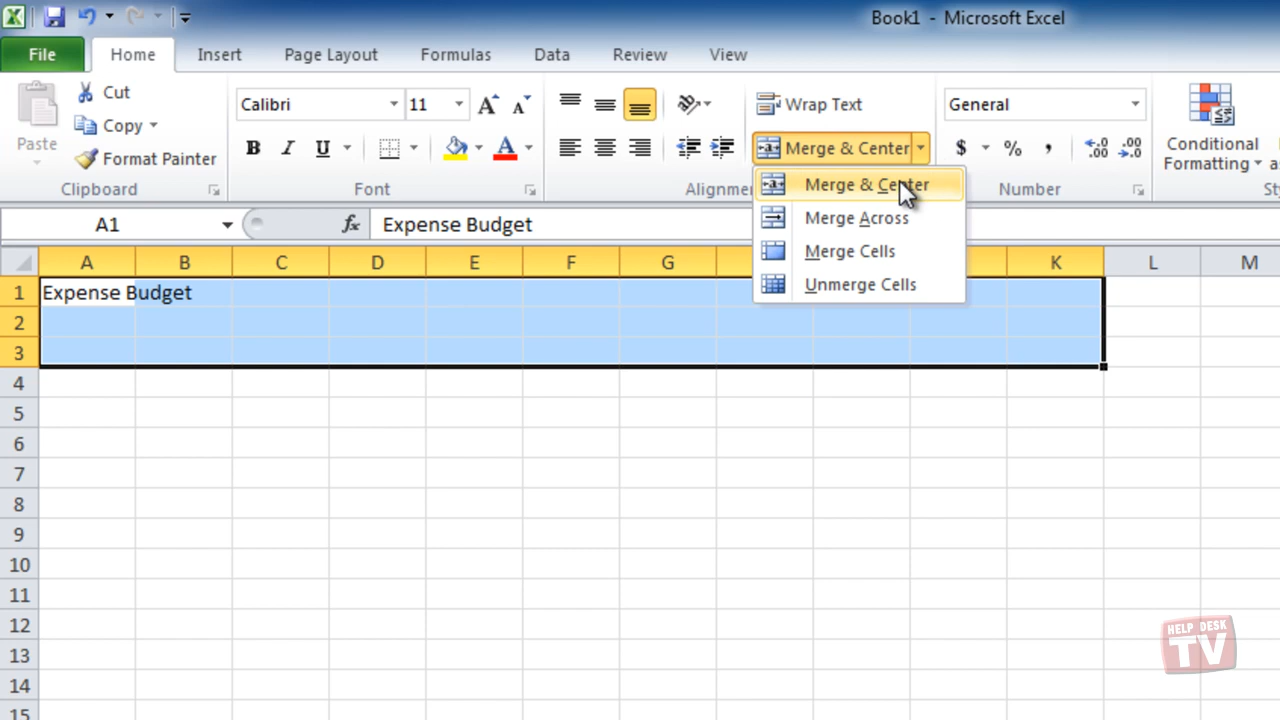 Book1 - Microsoft Excel
File Home Insert Page Layout Formulas Data Review View
Paste
Cut
Copy
Format Painter
Clipboard
Calibri 11
B I U A
Font
Wrap Text
Merge & Center
Alignme
General
$ % ,
Number
Conditional
Formatting
Merge & Center
Merge Across
Merge Cells
Unmerge Cells
A1 fx Expense Budget
A B C D E F G K L M
1 Expense Budget
2
3
4
5
6
7
8
9
10
11
12
13
14
15
HELP DESK
TV